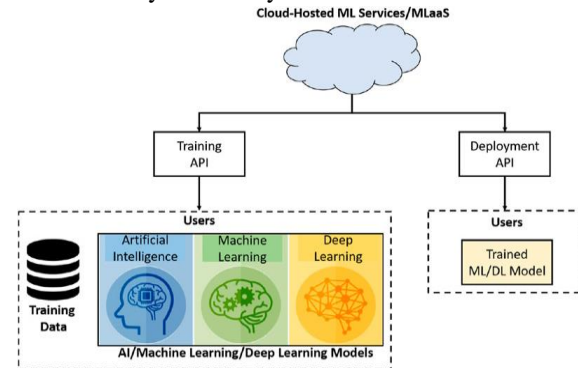 Cloud-Hosted ML Services/MLaaS
Training
API
Deployment
API
Users
Artificial
Intelligence
Machine
Learning
Deep
Learning
Training
Data
AI/Machine Learning/Deep Learning Models
Users
Trained
ML/DL Model